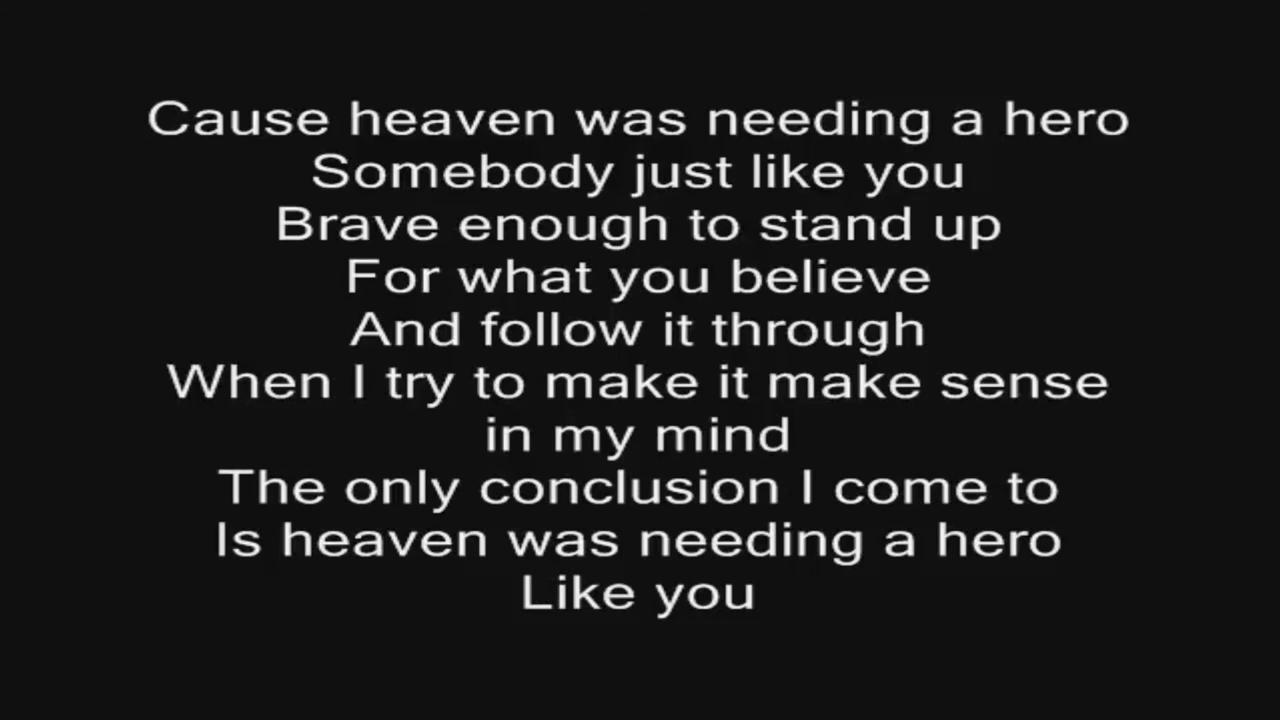 Cause heaven was needing a hero
Somebody just like you
Brave enough to stand up
For what you believe
And follow it through
When I try to make it make sense
in my mind
The only conclusion I come to
Is heaven was needing a hero
Like you